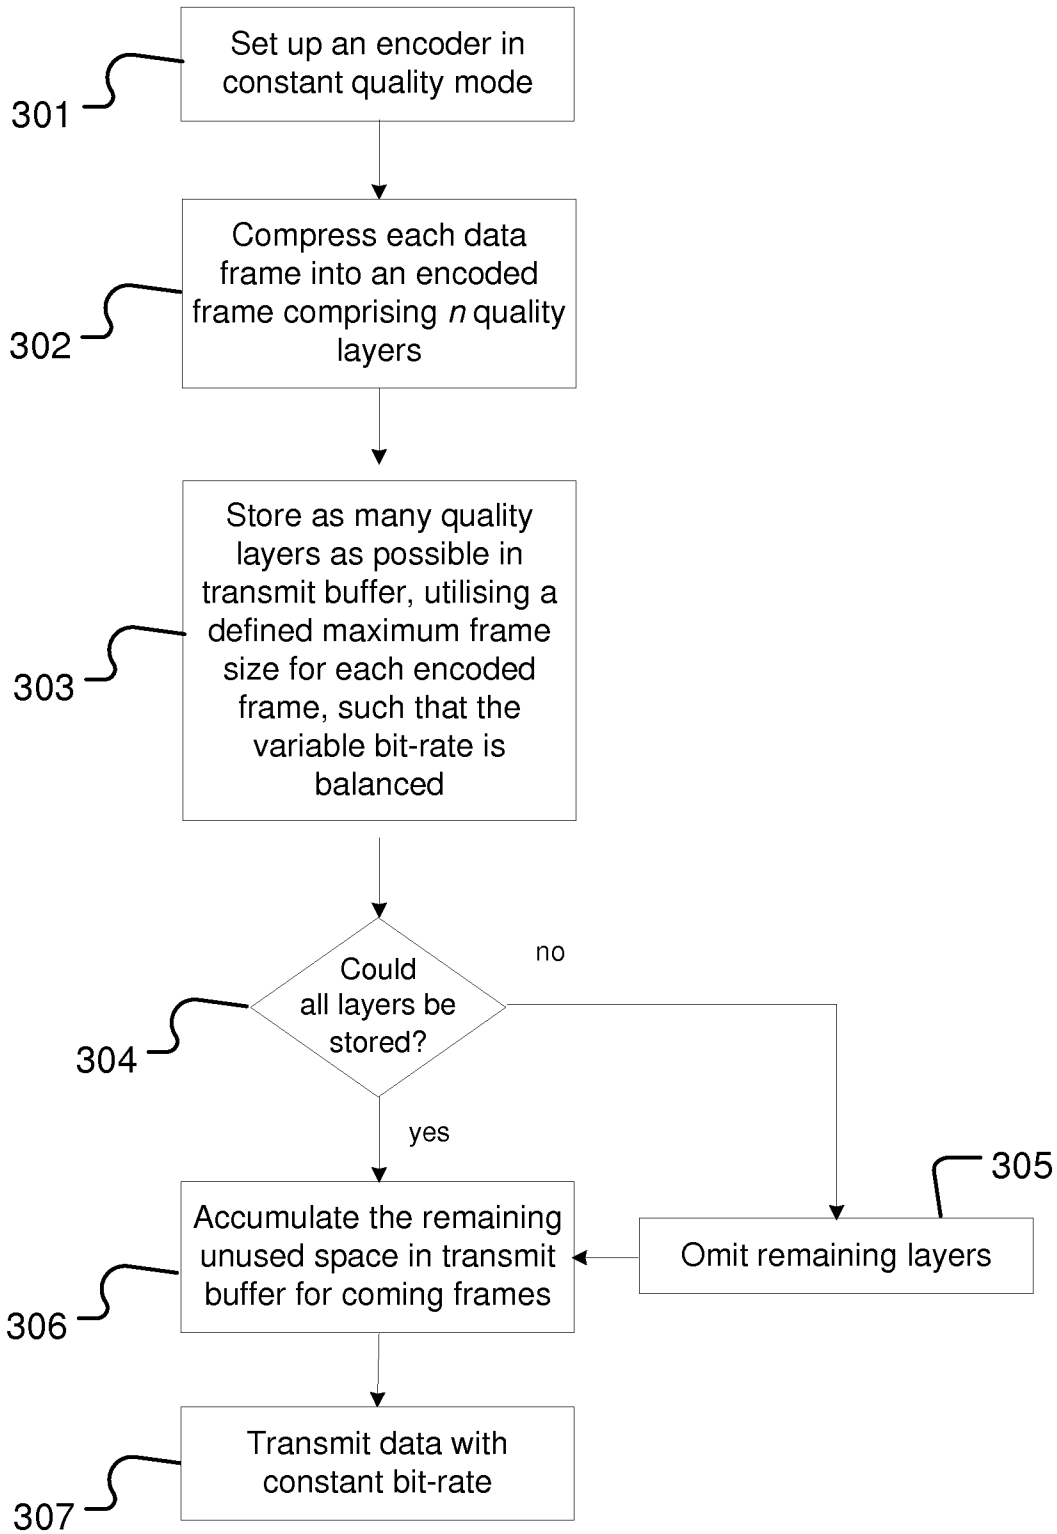 Set up an encoder in
constant quality mode
301
Compress each data
frame into an encoded
frame comprising n quality
layers
302
Store as many quality
layers as possible in
transmit buffer, utilising a
defined maximum frame
size for each encoded
frame, such that the
variable bit-rate is
balanced
303
Could
all layers be
stored?
304
no
yes
305
Omit remaining layers
Accumulate the remaining
unused space in transmit
buffer for coming frames
306
Transmit data with
constant bit-rate
307